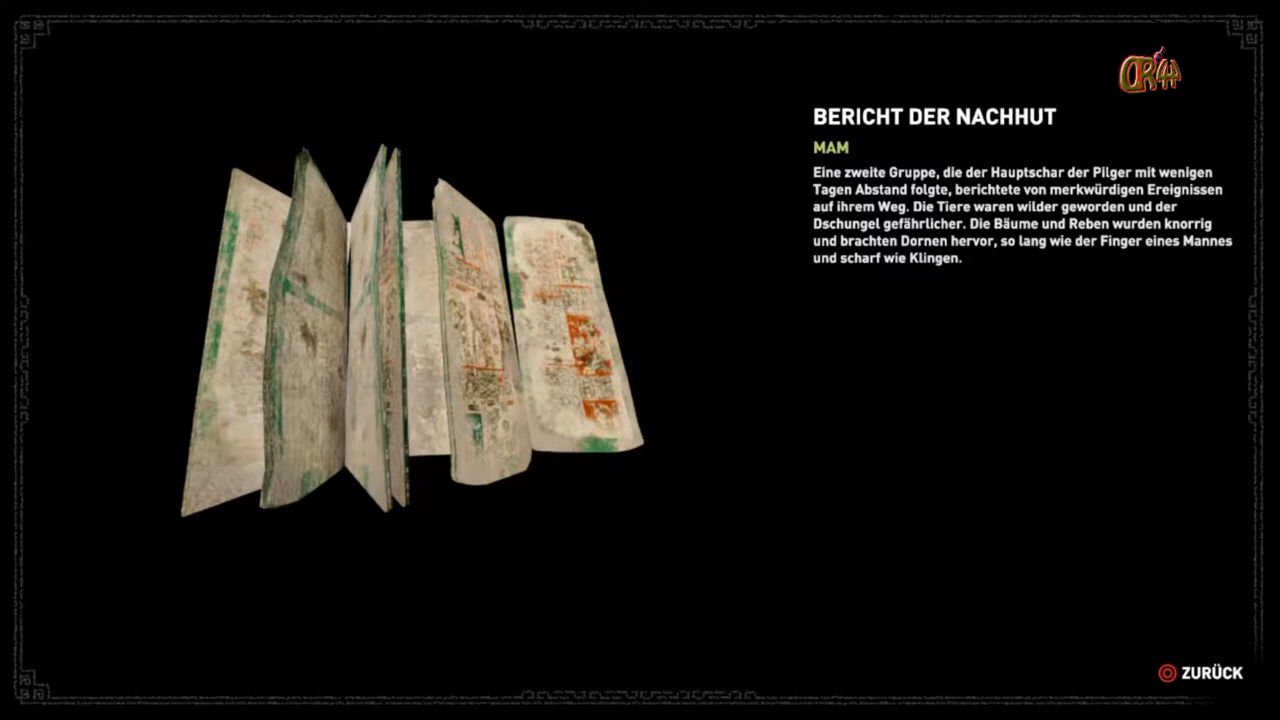 BERICHT DER NACHHUT
MAM
Eine zweite Gruppe, die der Hauptschar der Pilger mit wenigen
Tagen Abstand folgte, berichtete von merkwürdigen Ereignissen
auf ihrem Weg. Die Tiere waren wilder geworden und der
Dschungel gefährlicher. Die Bäume und Reben wurden knorrig
und brachten Dornen hervor, so lang wie der Finger eines Mannes
und scharf wie Klingen.
ZURÜCK